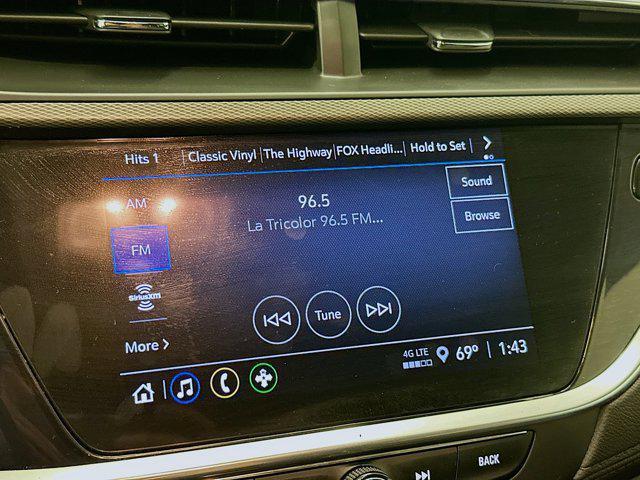 Hits 1 Classic Vinyl The Highway FOX Headli... Hold to Set
AM
96.5
Sound
La Tricolor 96.5 FM...
Browse
FM
SiriusXM
Tune
More >
4G LTE 69° 1:43
BACK